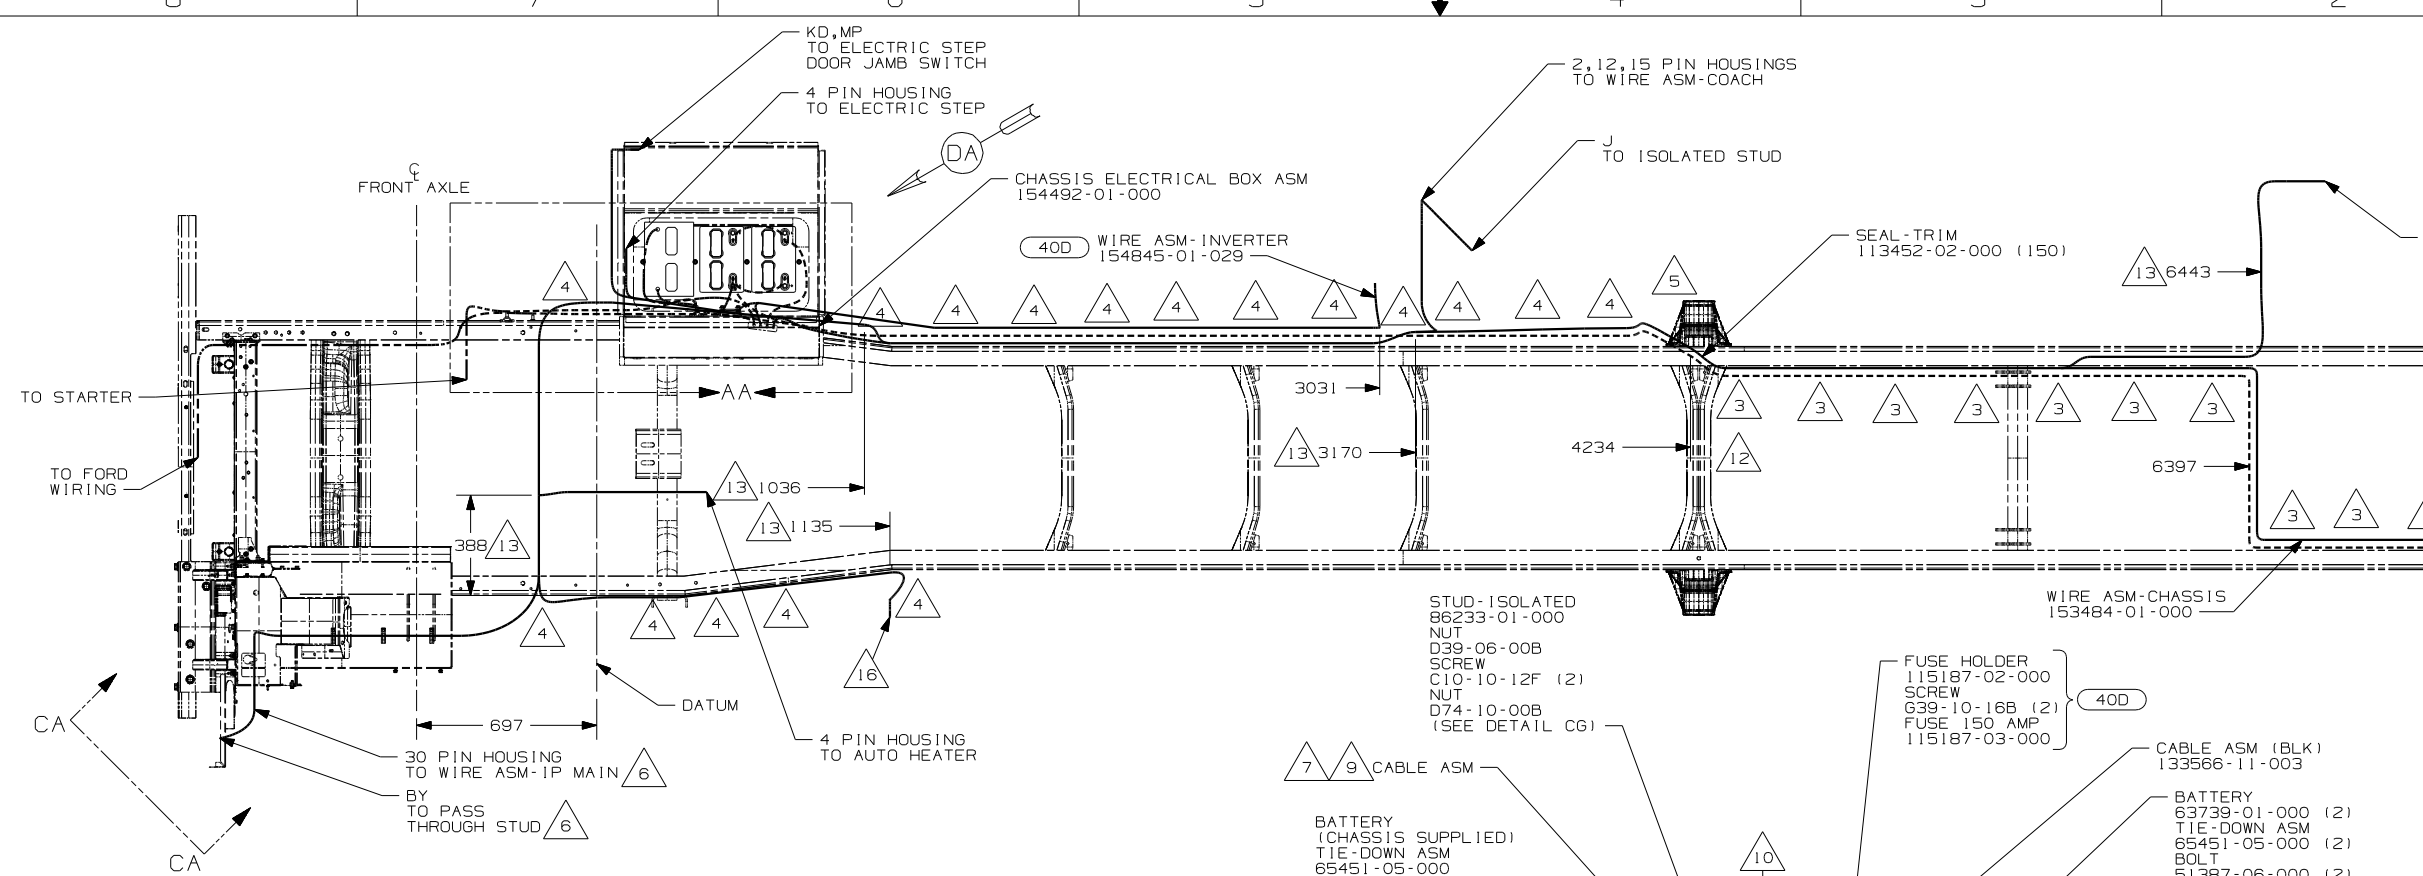 KD,MP
TO ELECTRIC STEP
DOOR JAMB SWITCH
4 PIN HOUSING
TO ELECTRIC STEP
DA
2,12,15 PIN HOUSINGS
TO WIRE ASM-COACH
J
TO ISOLATED STUD
FRONT AXLE
CHASSIS ELECTRICAL BOX ASM
154492-01-000
40D
WIRE ASM-INVERTER
154845-01-029
SEAL-TRIM
113452-02-000 (150)
13 6443
4
4
4
4
4
4
4
4
4
4
4
4
5
TO STARTER
AA
3031
3
3
3
3
3
3
3
TO FORD
WIRING
13 1036
13 1135
388 13
13 3170
4234
12
6397
3
3
4
4
4
4
4
16
WIRE ASM-CHASSIS
153484-01-000
STUD-ISOLATED
86233-01-000
NUT
D39-06-00B
SCREW
C10-10-12F (2)
NUT
D74-10-00B
(SEE DETAIL CG)
FUSE HOLDER
115187-02-000
SCREW
G39-10-16B (2)
FUSE 150 AMP
115187-03-000
40D
CA
697
DATUM
4 PIN HOUSING
TO AUTO HEATER
30 PIN HOUSING
TO WIRE ASM-IP MAIN 6
BY
TO PASS
THROUGH STUD 6
CA
7 9 CABLE ASM
CABLE ASM (BLK)
133566-11-003
BATTERY
(CHASSIS SUPPLIED)
TIE-DOWN ASM
65451-05-000
10
BATTERY
63739-01-000 (2)
TIE-DOWN ASM
65451-05-000 (2)
BOLT
51387-06-000 (2)